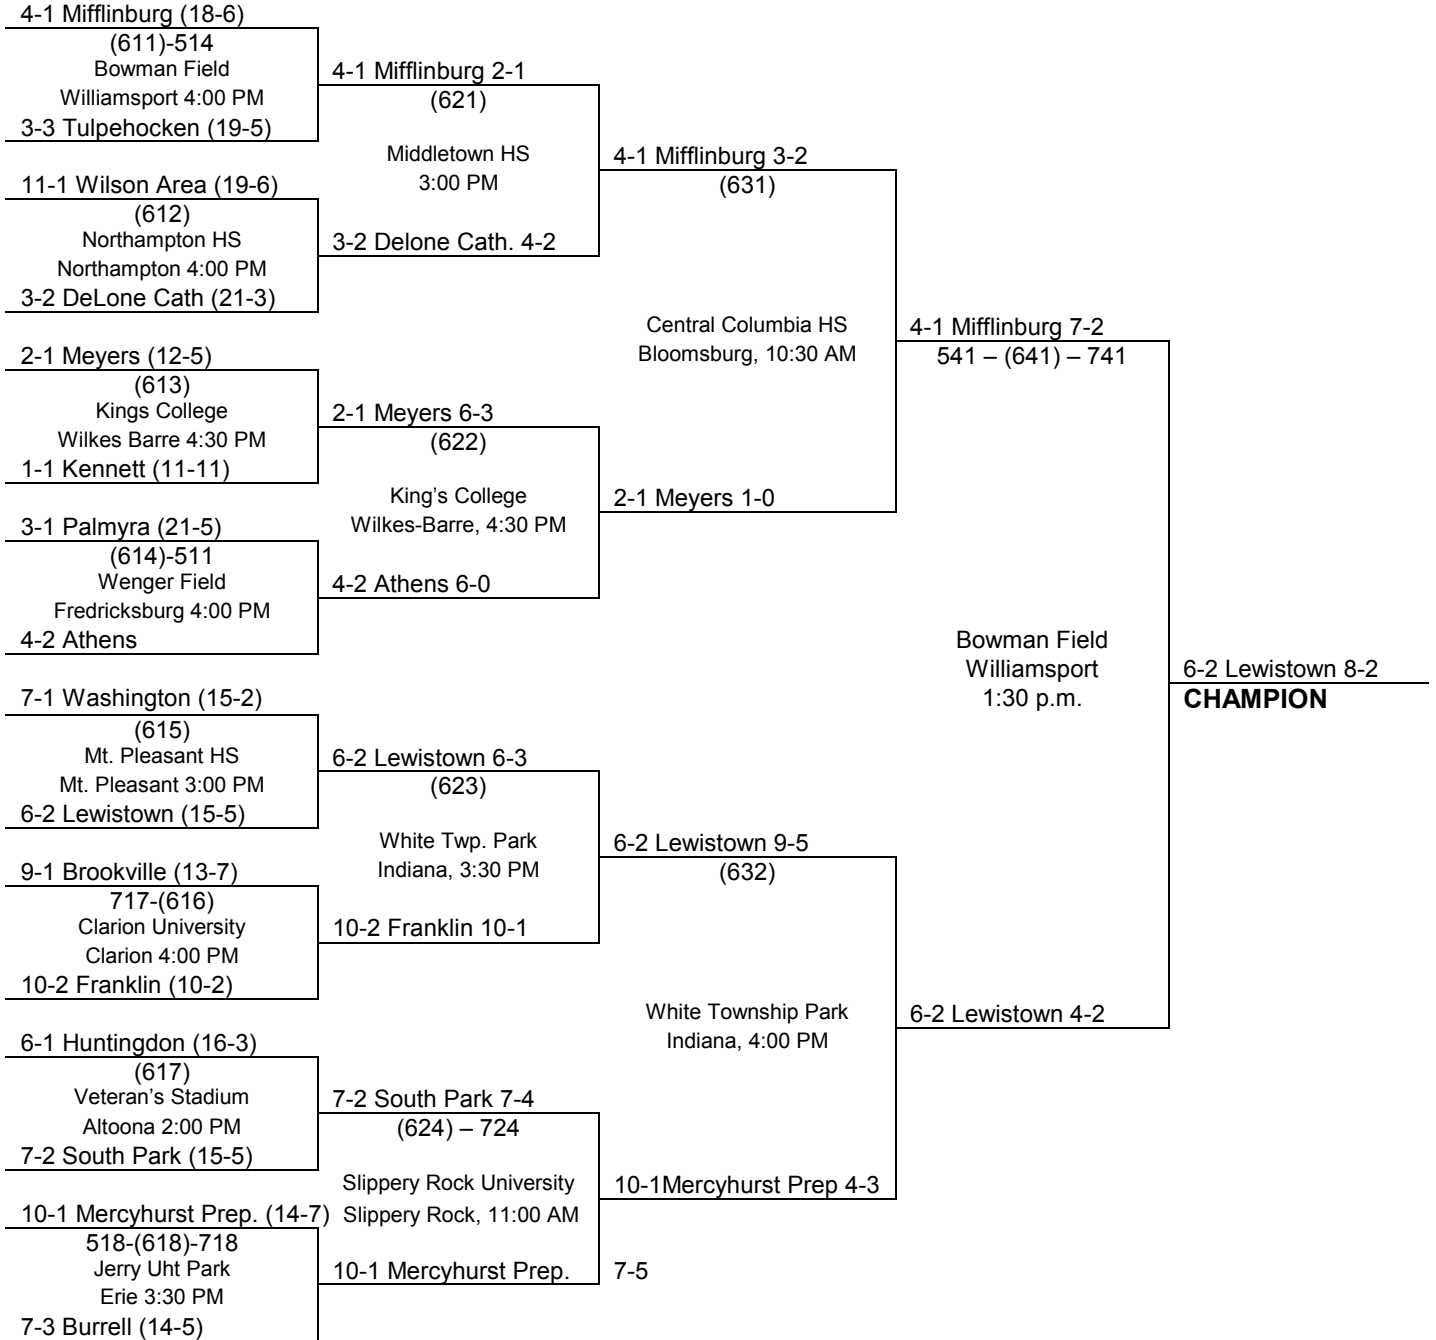 4-1 Mifflinburg (18-6)
(611)-514
Bowman Field
Williamsport 4:00 PM
3-3 Tulpehocken (19-5)
11-1 Wilson Area (19-6)
(612)
Northampton HS
Northampton 4:00 PM
3-2 DeLone Cath (21-3)
2-1 Meyers (12-5)
(613)
Kings College
Wilkes Barre 4:30 PM
1-1 Kennett (11-11)
3-1 Palmyra (21-5)
(614)-511
Wenger Field
Fredricksburg 4:00 PM
4-2 Athens
7-1 Washington (15-2)
(615)
Mt. Pleasant HS
Mt. Pleasant 3:00 PM
6-2 Lewistown (15-5)
9-1 Brookville (13-7)
717-(616)
Clarion University
Clarion 4:00 PM
10-2 Franklin (10-2)
6-1 Huntingdon (16-3)
(617)
Veteran's Stadium
Altoona 2:00 PM
7-2 South Park (15-5)
10-1 Mercyhurst Prep. (14-7)
518-(618)-718
Jerry Uht Park
Erie 3:30 PM
7-3 Burrell (14-5)
4-1 Mifflinburg 2-1
(621)
Middletown HS
3:00 PM
3-2 Delone Cath. 4-2
2-1 Meyers 6-3
(622)
King's College
Wilkes-Barre, 4:30 PM
4-2 Athens 6-0
6-2 Lewistown 6-3
(623)
White Twp. Park
Indiana, 3:30 PM
10-2 Franklin 10-1
7-2 South Park 7-4
(624) – 724
Slippery Rock University
Slippery Rock, 11:00 AM
10-1 Mercyhurst Prep. 7-5
4-1 Mifflinburg 3-2
(631)
Central Columbia HS
Bloomsburg, 10:30 AM
2-1 Meyers 1-0
6-2 Lewistown 9-5
(632)
White Township Park
Indiana, 4:00 PM
10-1Mercyhurst Prep 4-3
4-1 Mifflinburg 7-2
541 – (641) – 741
Bowman Field
Williamsport
1:30 p.m.
6-2 Lewistown 4-2
6-2 Lewistown 8-2
CHAMPION